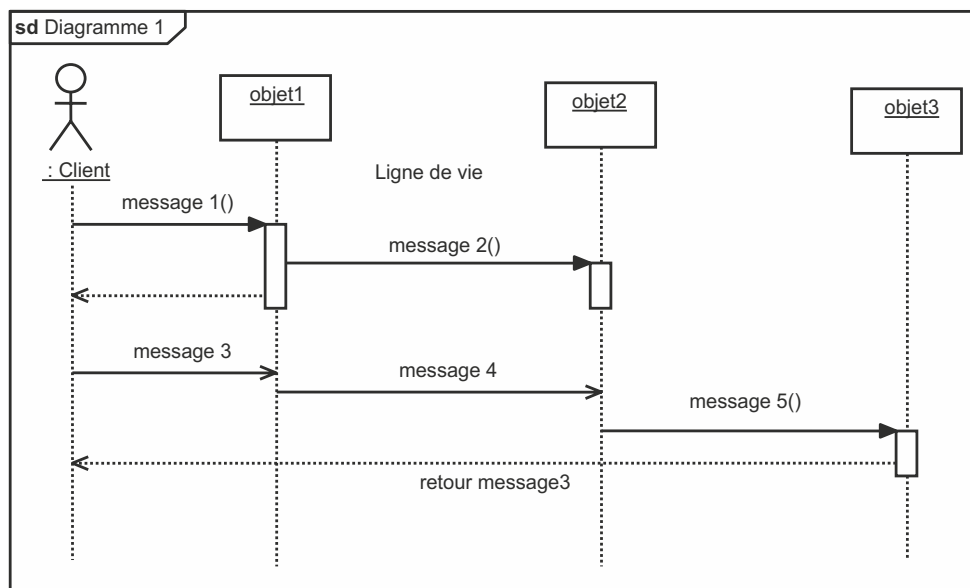 sd Diagramme 1
objet1
objet2
objet3
: Client
Ligne de vie
message 1()
message 2()
message 3
message 4
message 5()
retour message3